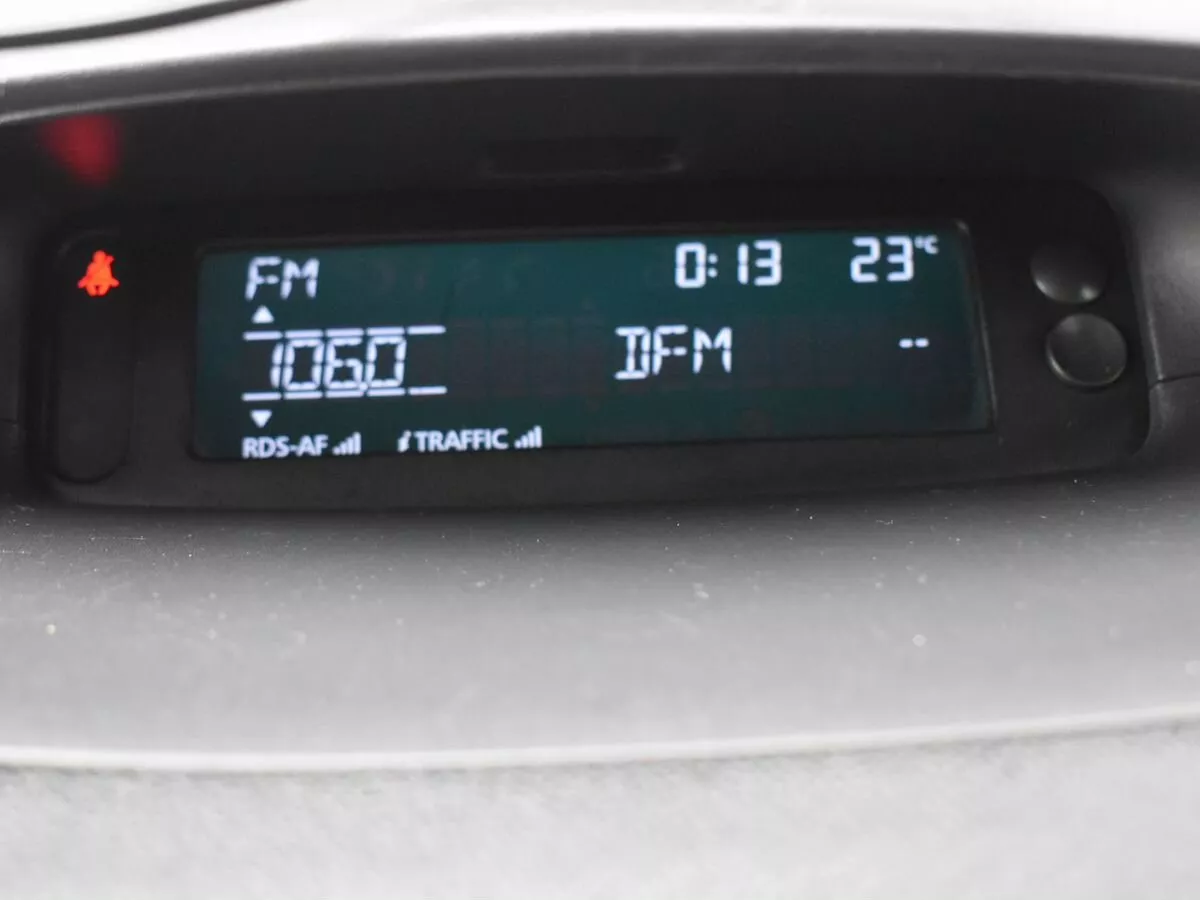 FM 0:13 23°C
106.0 DFM --
RDS-AF i TRAFFIC